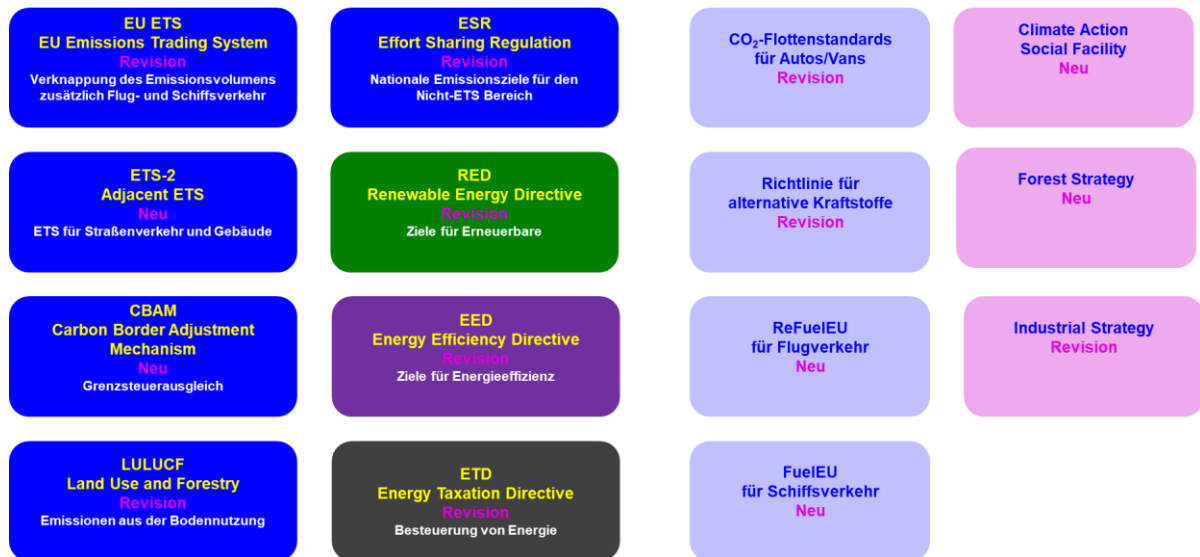 EU ETS
EU Emissions Trading System
Revision
Verknappung des Emissionsvolumens
zusätzlich Flug- und Schiffsverkehr
ESR
Effort Sharing Regulation
Revision
Nationale Emissionsziele für den
Nicht-ETS Bereich
CO₂-Flottenstandards
für Autos/Vans
Revision
Climate Action
Social Facility
Neu
ETS-2
Adjacent ETS
Neu
ETS für Straßenverkehr und Gebäude
RED
Renewable Energy Directive
Revision
Ziele für Erneuerbare
Richtlinie für
alternative Kraftstoffe
Revision
Forest Strategy
Neu
CBAM
Carbon Border Adjustment
Mechanism
Neu
Grenzsteuerausgleich
EED
Energy Efficiency Directive
Revision
Ziele für Energieeffizienz
ReFuelEU
für Flugverkehr
Neu
Industrial Strategy
Revision
LULUCF
Land Use and Forestry
Revision
Emissionen aus der Bodennutzung
ETD
Energy Taxation Directive
Revision
Besteuerung von Energie
FuelEU
für Schiffsverkehr
Neu